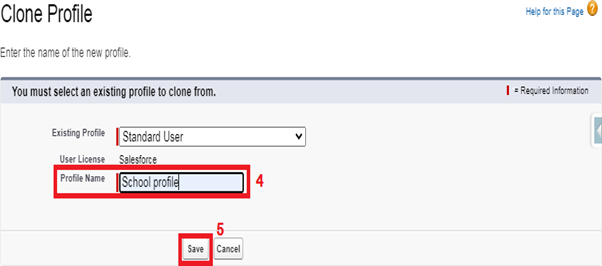 Clone Profile
Help for this Page ?
Enter the name of the new profile.
You must select an existing profile to clone from.
= Required Information
Existing Profile Standard User
User License Salesforce
Profile Name School profile 4
5
Save Cancel